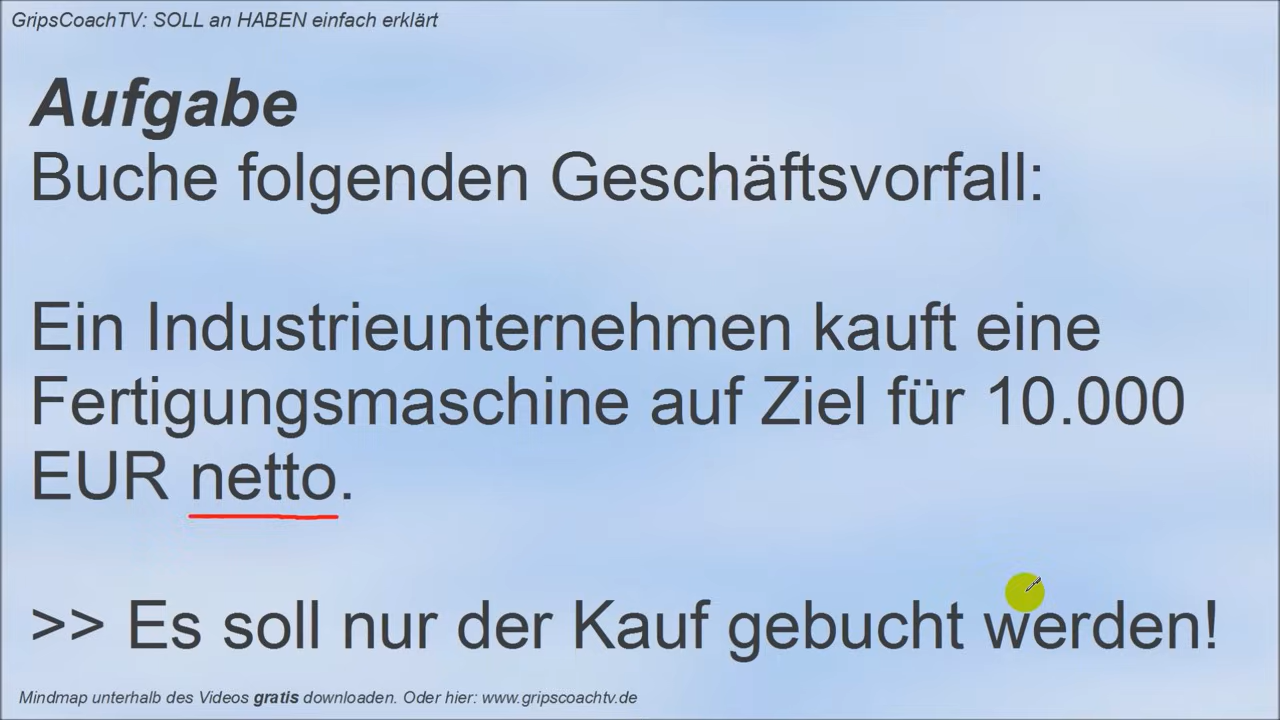 GripsCoachTV: SOLL an HABEN einfach erklärt
Aufgabe
Buche folgenden Geschäftsvorfall:
Ein Industrieunternehmen kauft eine
Fertigungsmaschine auf Ziel für 10.000
EUR netto.
>> Es soll nur der Kauf gebucht werden!
Mindmap unterhalb des Videos gratis downloaden. Oder hier: www.gripscoachtv.de